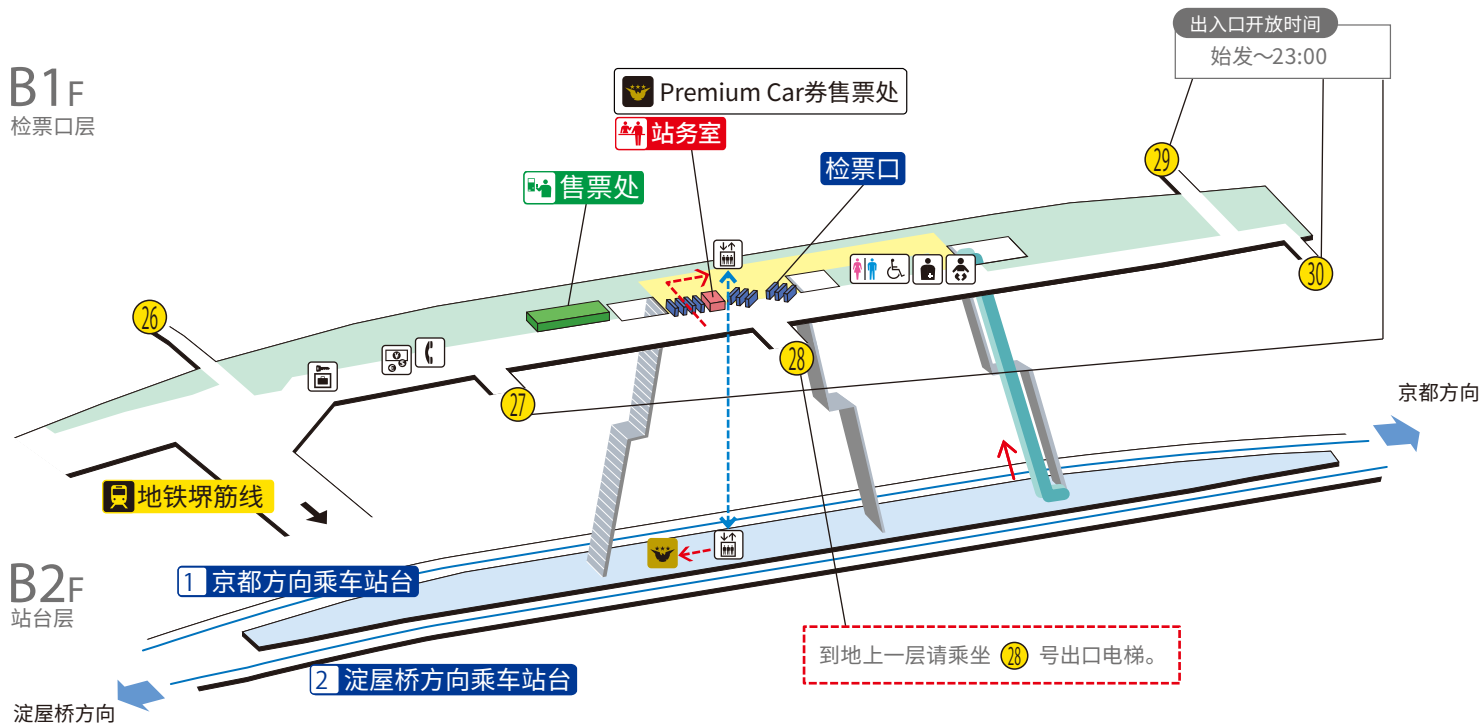 出入口开放时间
始发～23:00
B1F
检票口层
Premium Car券售票处
站务室
检票口
售票处
29
30
26
28
27
京都方向
地铁堺筋线
B2F
站台层
1 京都方向乘车站台
2 淀屋桥方向乘车站台
到地上一层请乘坐 28 号出口电梯。
淀屋桥方向